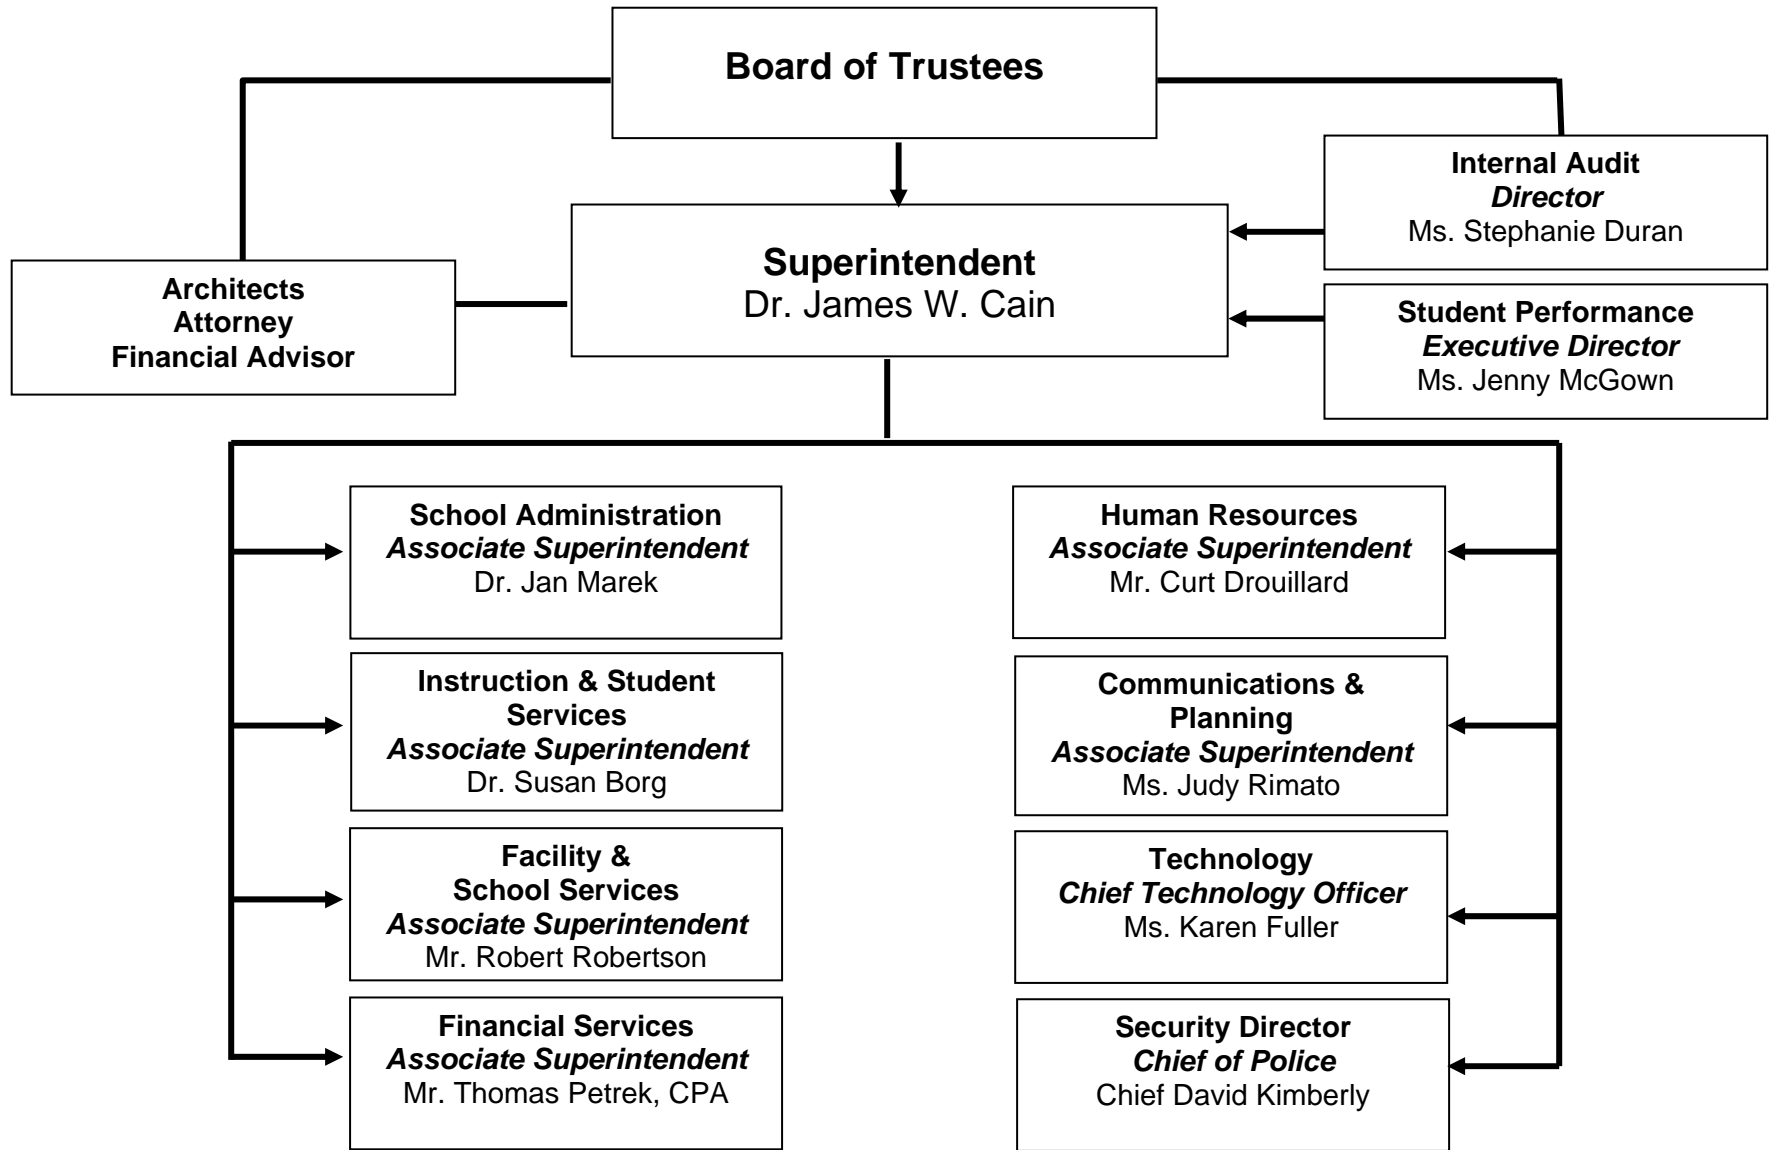 Board of Trustees
Internal Audit
Director
Ms. Stephanie Duran
Superintendent
Dr. James W. Cain
Architects
Attorney
Financial Advisor
Student Performance
Executive Director
Ms. Jenny McGown
School Administration
Associate Superintendent
Dr. Jan Marek
Instruction & Student
Services
Associate Superintendent
Dr. Susan Borg
Facility &
School Services
Associate Superintendent
Mr. Robert Robertson
Financial Services
Associate Superintendent
Mr. Thomas Petrek, CPA
Human Resources
Associate Superintendent
Mr. Curt Drouillard
Communications &
Planning
Associate Superintendent
Ms. Judy Rimato
Technology
Chief Technology Officer
Ms. Karen Fuller
Security Director
Chief of Police
Chief David Kimberly